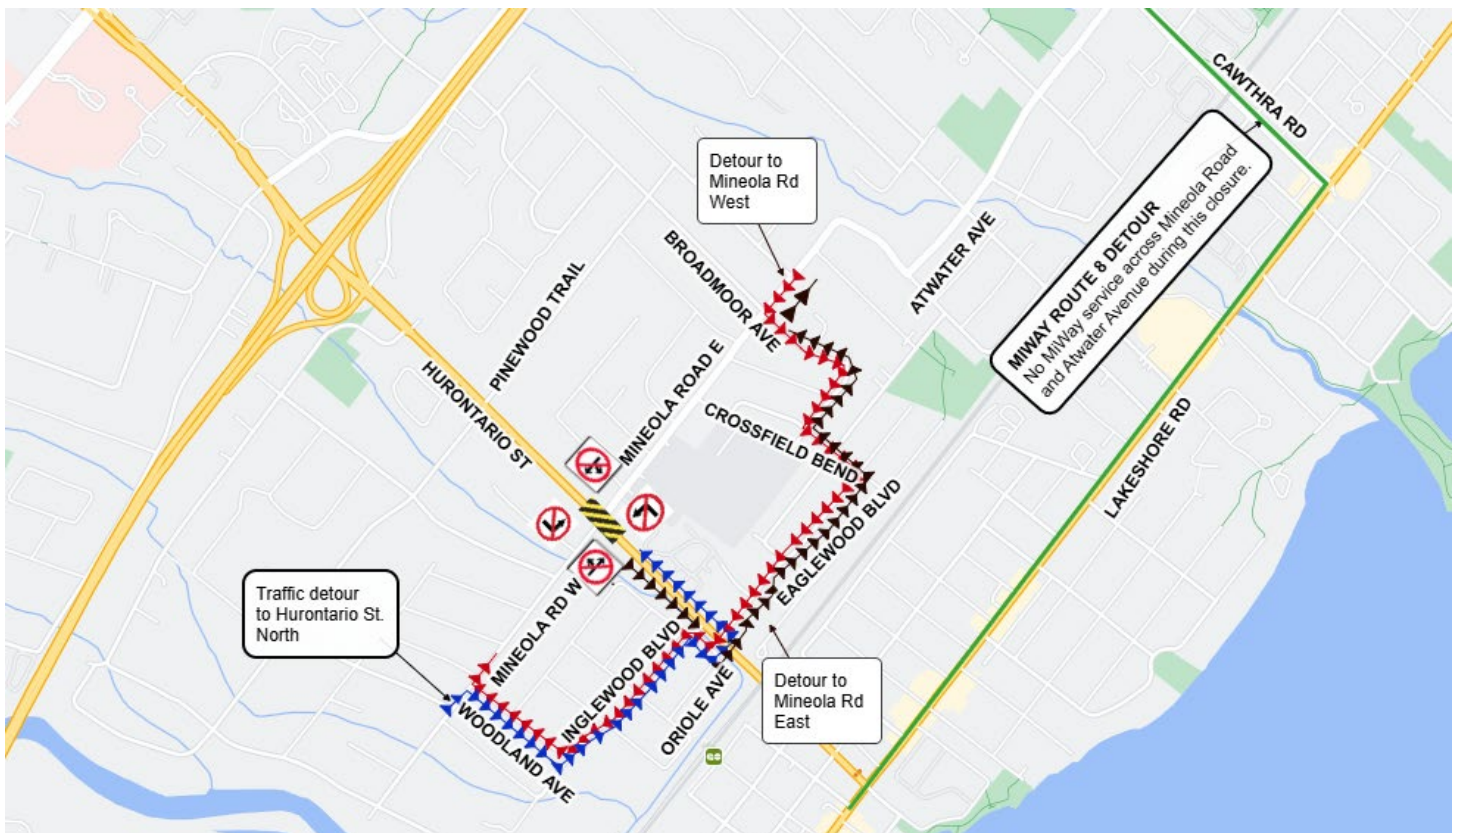 CAWTHRA RD
Detour to
Mineola Rd
West
MIWAY ROUTE 8 DETOUR
No MiWay service across Mineola Road
and Atwater Avenue during this closure.
BROADMOOR AVE
ATWATER AVE
PINEWOOD TRAIL
HURONTARIO ST
MINEOLA ROAD E
CROSSFIELD BEND
LAKESHORE RD
EAGLEWOOD BLVD
Traffic detour
to Hurontario St.
North
MINEOLA RD W
INGLEWOOD BLVD
ORIOLE AVE
WOODLAND AVE
Detour to
Mineola Rd
East
GO